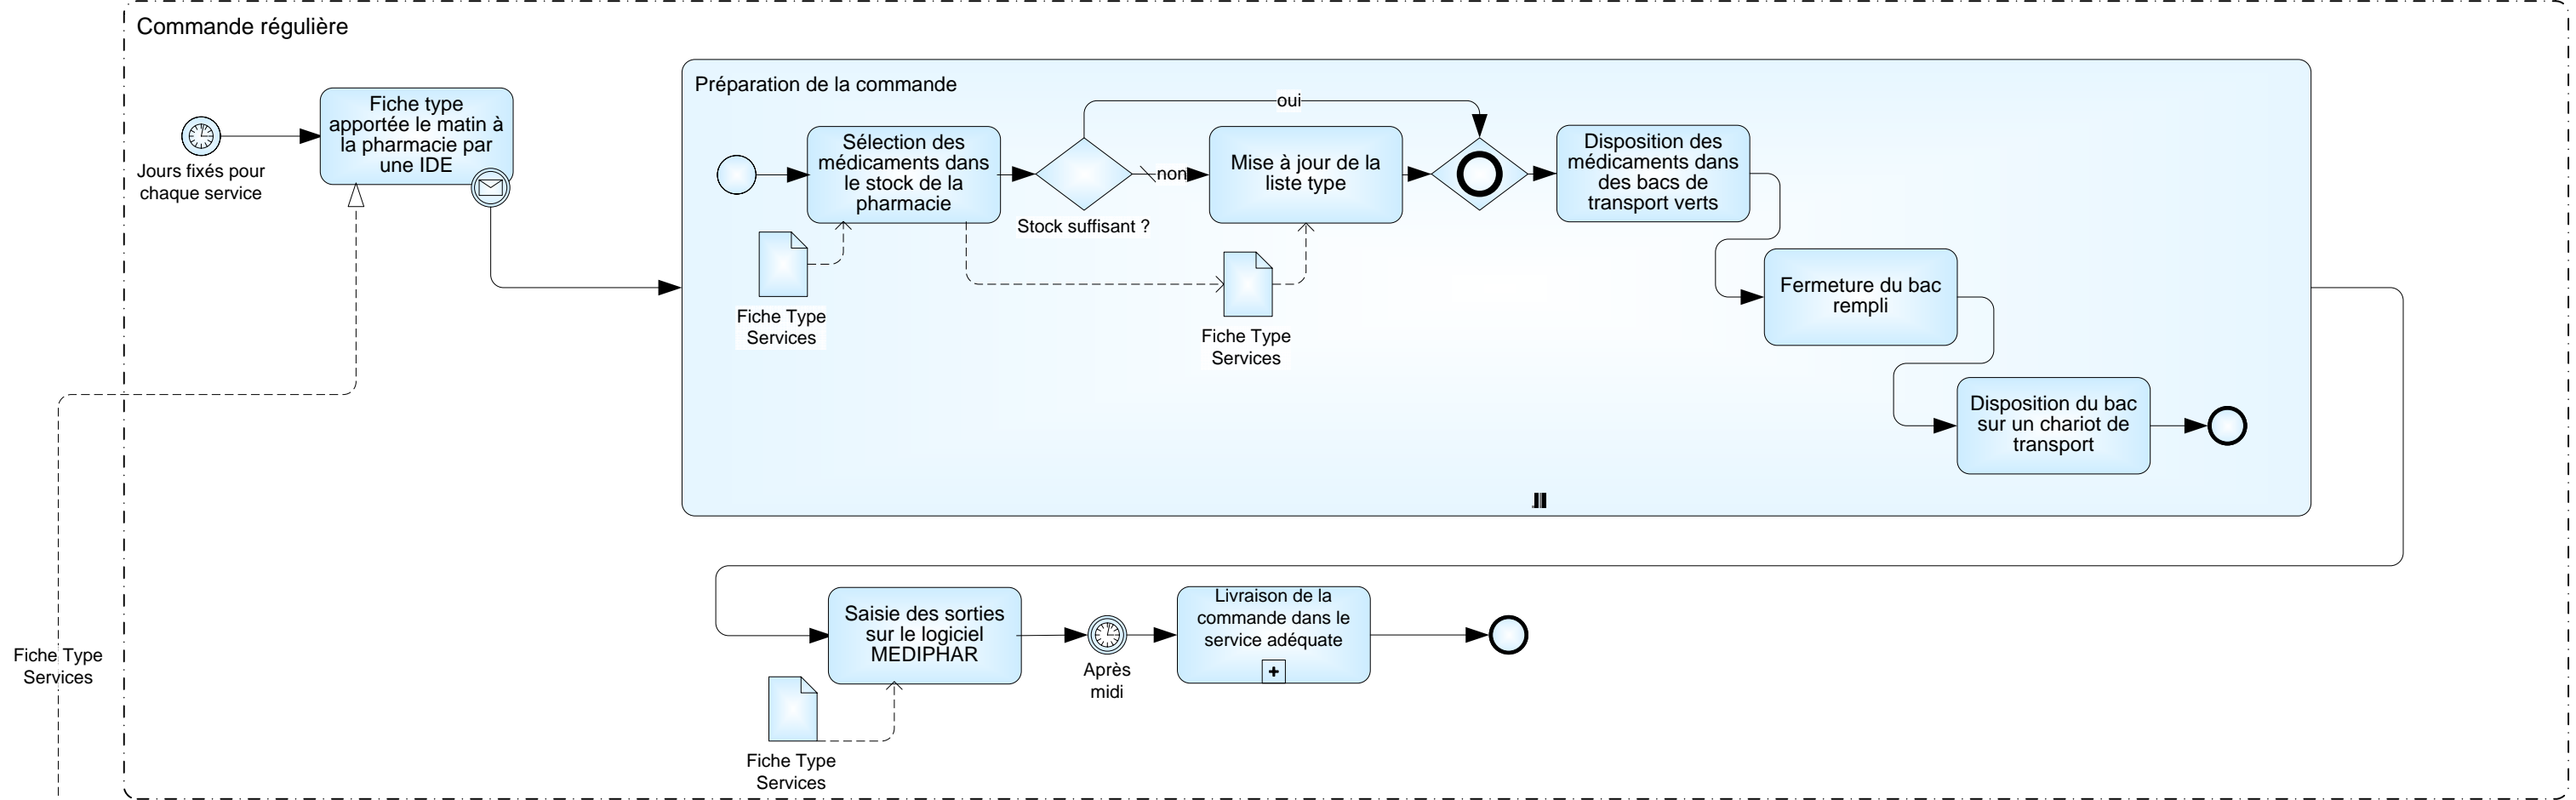 Commande régulière
Jours fixés pour
chaque service
Fiche type
apportée le matin à
la pharmacie par
une IDE
Préparation de la commande
Sélection des
médicaments dans
le stock de la
pharmacie
Fiche Type
Services
oui
non
Stock suffisant ?
Mise à jour de la
liste type
Fiche Type
Services
Disposition des
médicaments dans
des bacs de
transport verts
Fermeture du bac
rempli
Disposition du bac
sur un chariot de
transport
Fiche Type
Services
Saisie des sorties
sur le logiciel
MEDIPHAR
Fiche Type
Services
Après
midi
Livraison de la
commande dans le
service adéquate